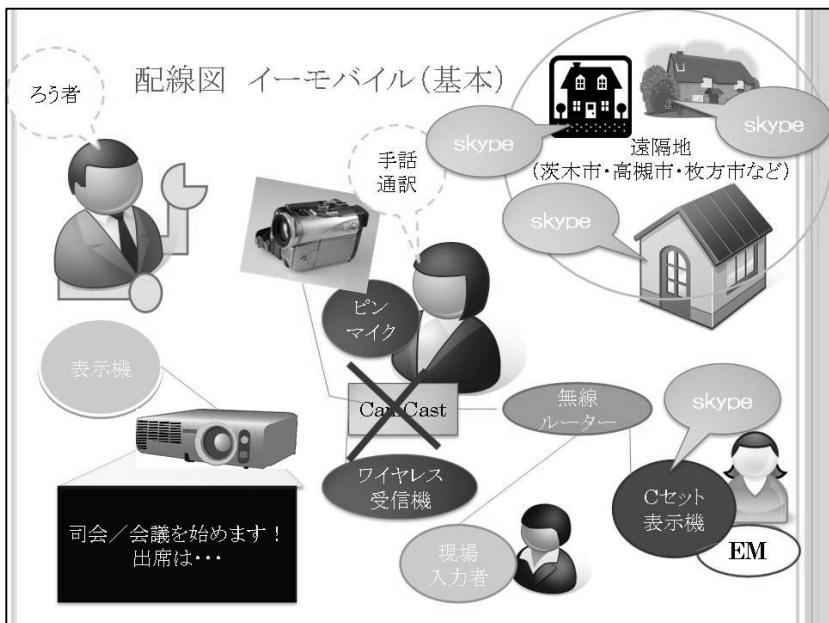 配線図 イーモバイル(基本)
ろう者
手話
通訳
skype
skype
遠隔地
(茨木市・高槻市・枚方市など)
skype
ピン
マイク
表示機
CamCast
無線
ルーター
skype
ワイヤレス
受信機
Cセット
表示機
EM
司会/会議を始めます!
出席は・・・
現場
入力者